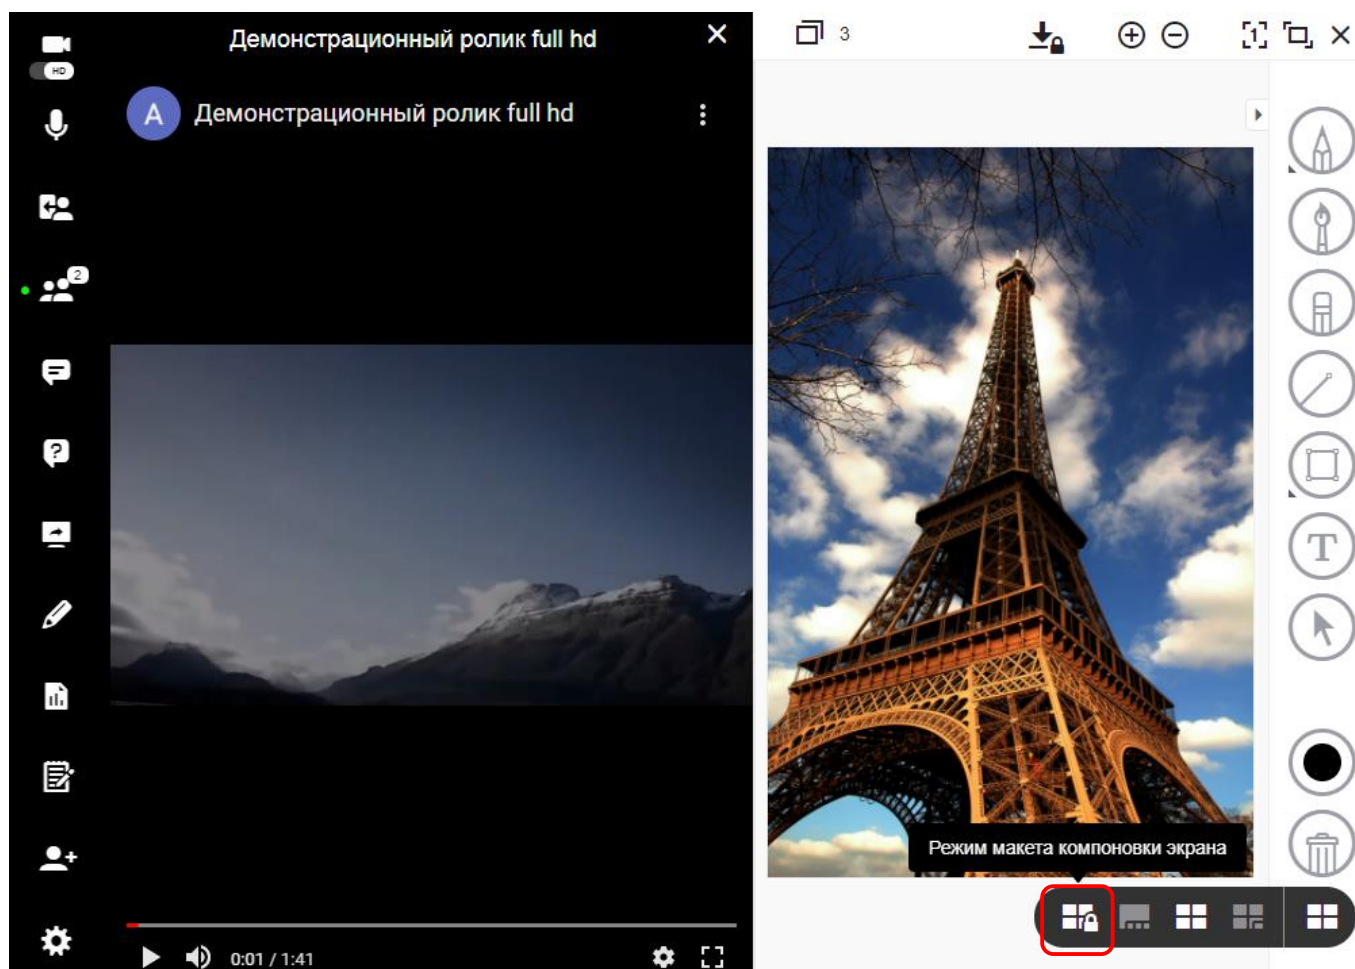 Демонстрационный ролик full hd
3
1
HD
А
Демонстрационный ролик full hd
2
?
T
Режим макета компоновки экрана
0:01 / 1:41